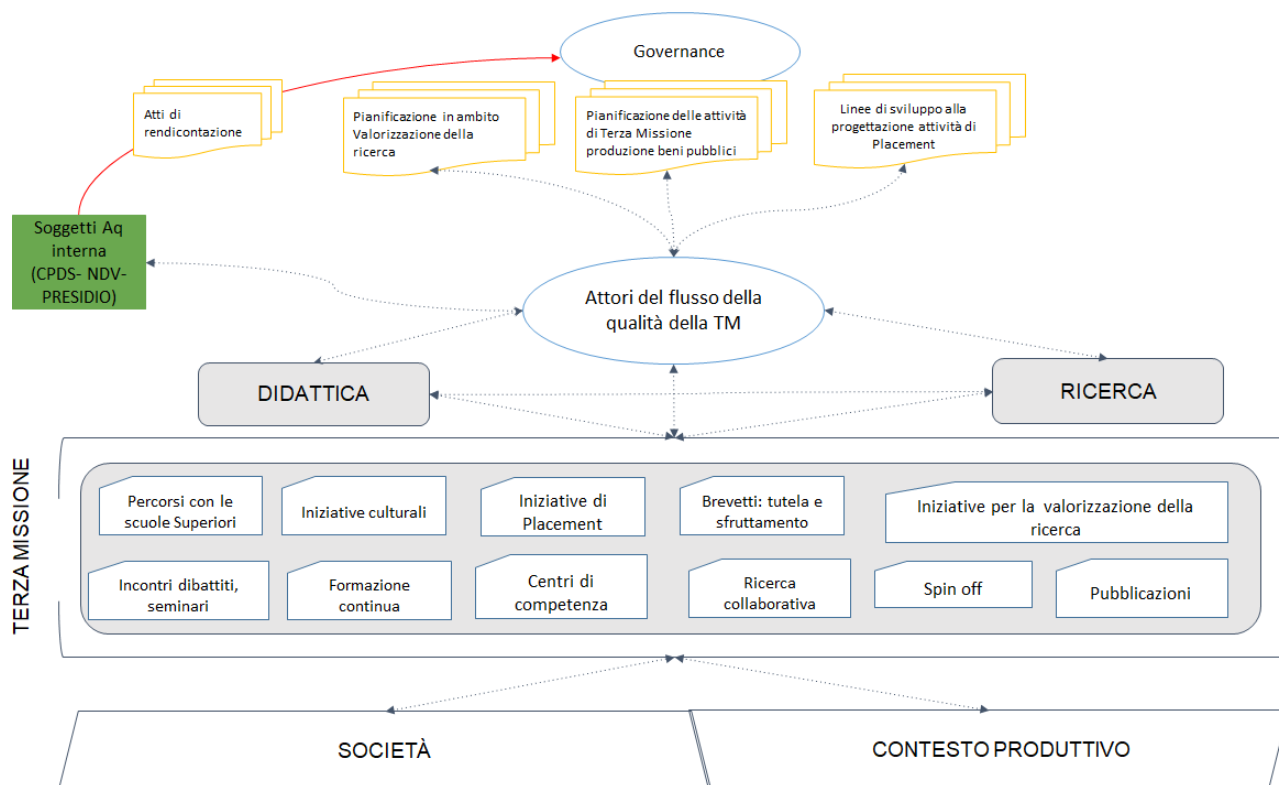 Governance
Atti di
rendicontazione
Pianificazione in ambito
Valorizzazione della
ricerca
Pianificazione delle attività
di Terza Missione
produzione beni pubblici
Linee di sviluppo alla
progettazione attività di
Placement
Soggetti Aq
interna
(CPDS- NDV-
PRESIDIO)
Attori del flusso della
qualità della TM
DIDATTICA
RICERCA
TERZA MISSIONE
Percorsi con le
scuole Superiori
Iniziative culturali
Iniziative di
Placement
Brevetti: tutela e
sfruttamento
Iniziative per la valorizzazione della
ricerca
Incontri dibattiti,
seminari
Formazione
continua
Centri di
competenza
Ricerca
collaborativa
Spin off
Pubblicazioni
SOCIETÀ
CONTESTO PRODUTTIVO